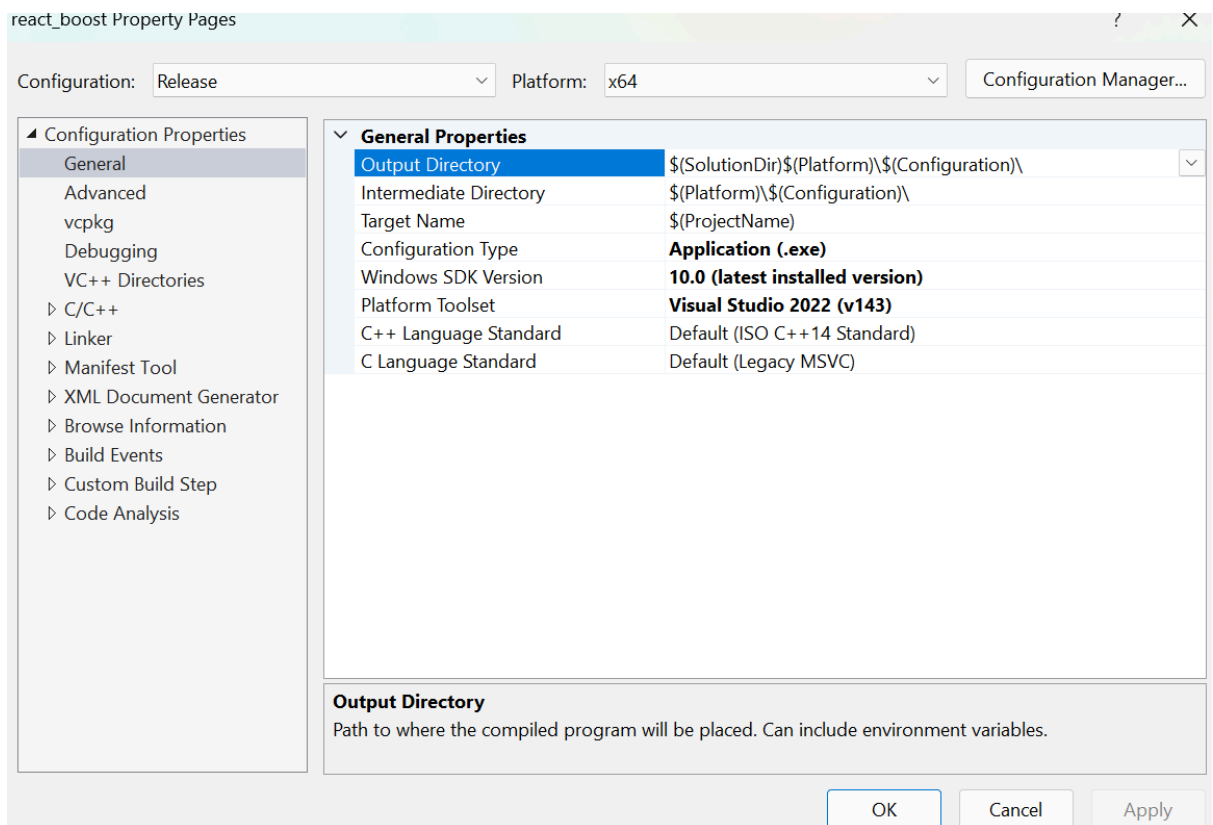 react_boost Property Pages
Configuration: Release Platform: x64 Configuration Manager...
Configuration Properties
General
Advanced
vcpkg
Debugging
VC++ Directories
C/C++
Linker
Manifest Tool
XML Document Generator
Browse Information
Build Events
Custom Build Step
Code Analysis
General Properties
Output Directory $(SolutionDir)$(Platform)\$(Configuration)\
Intermediate Directory $(Platform)\$(Configuration)\
Target Name $(ProjectName)
Configuration Type Application (.exe)
Windows SDK Version 10.0 (latest installed version)
Platform Toolset Visual Studio 2022 (v143)
C++ Language Standard Default (ISO C++14 Standard)
C Language Standard Default (Legacy MSVC)
Output Directory
Path to where the compiled program will be placed. Can include environment variables.
OK Cancel Apply